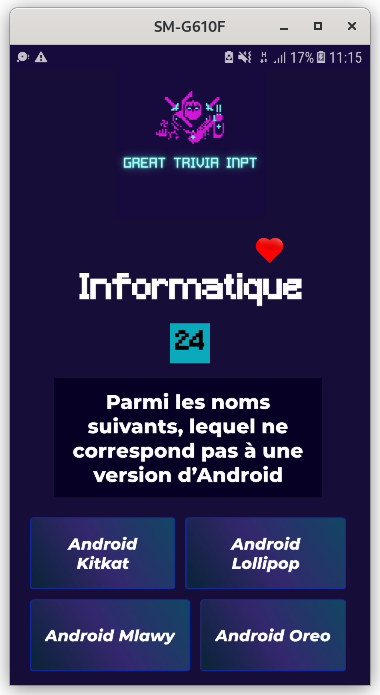 SM-G610F
17% 11:15
GREAT TRIVIA INPT
Informatique
24
Parmi les noms
suivants, lequel ne
correspond pas à une
version d’Android
Android
Kitkat
Android
Lollipop
Android Mlawy
Android Oreo